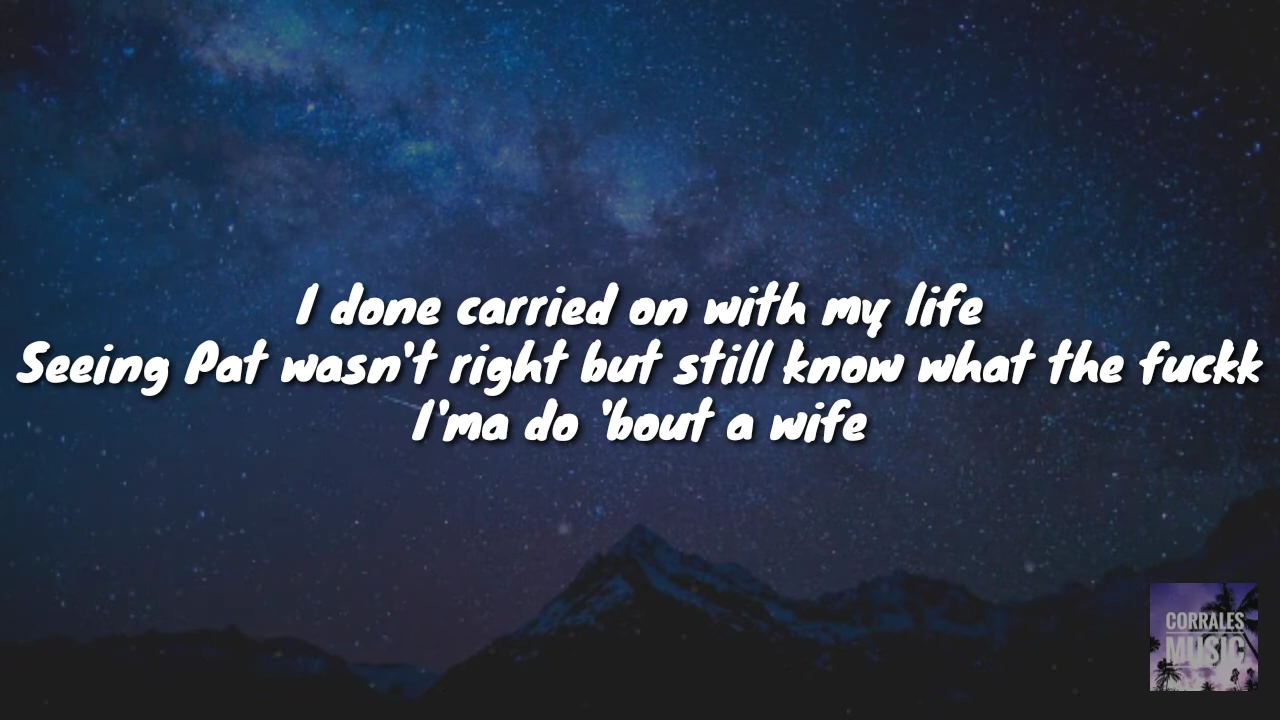 I done carried on with my life
Seeing Pat wasn't right but still know what the fuckk
I'ma do 'bout a wife
CORRALES
MUSIC